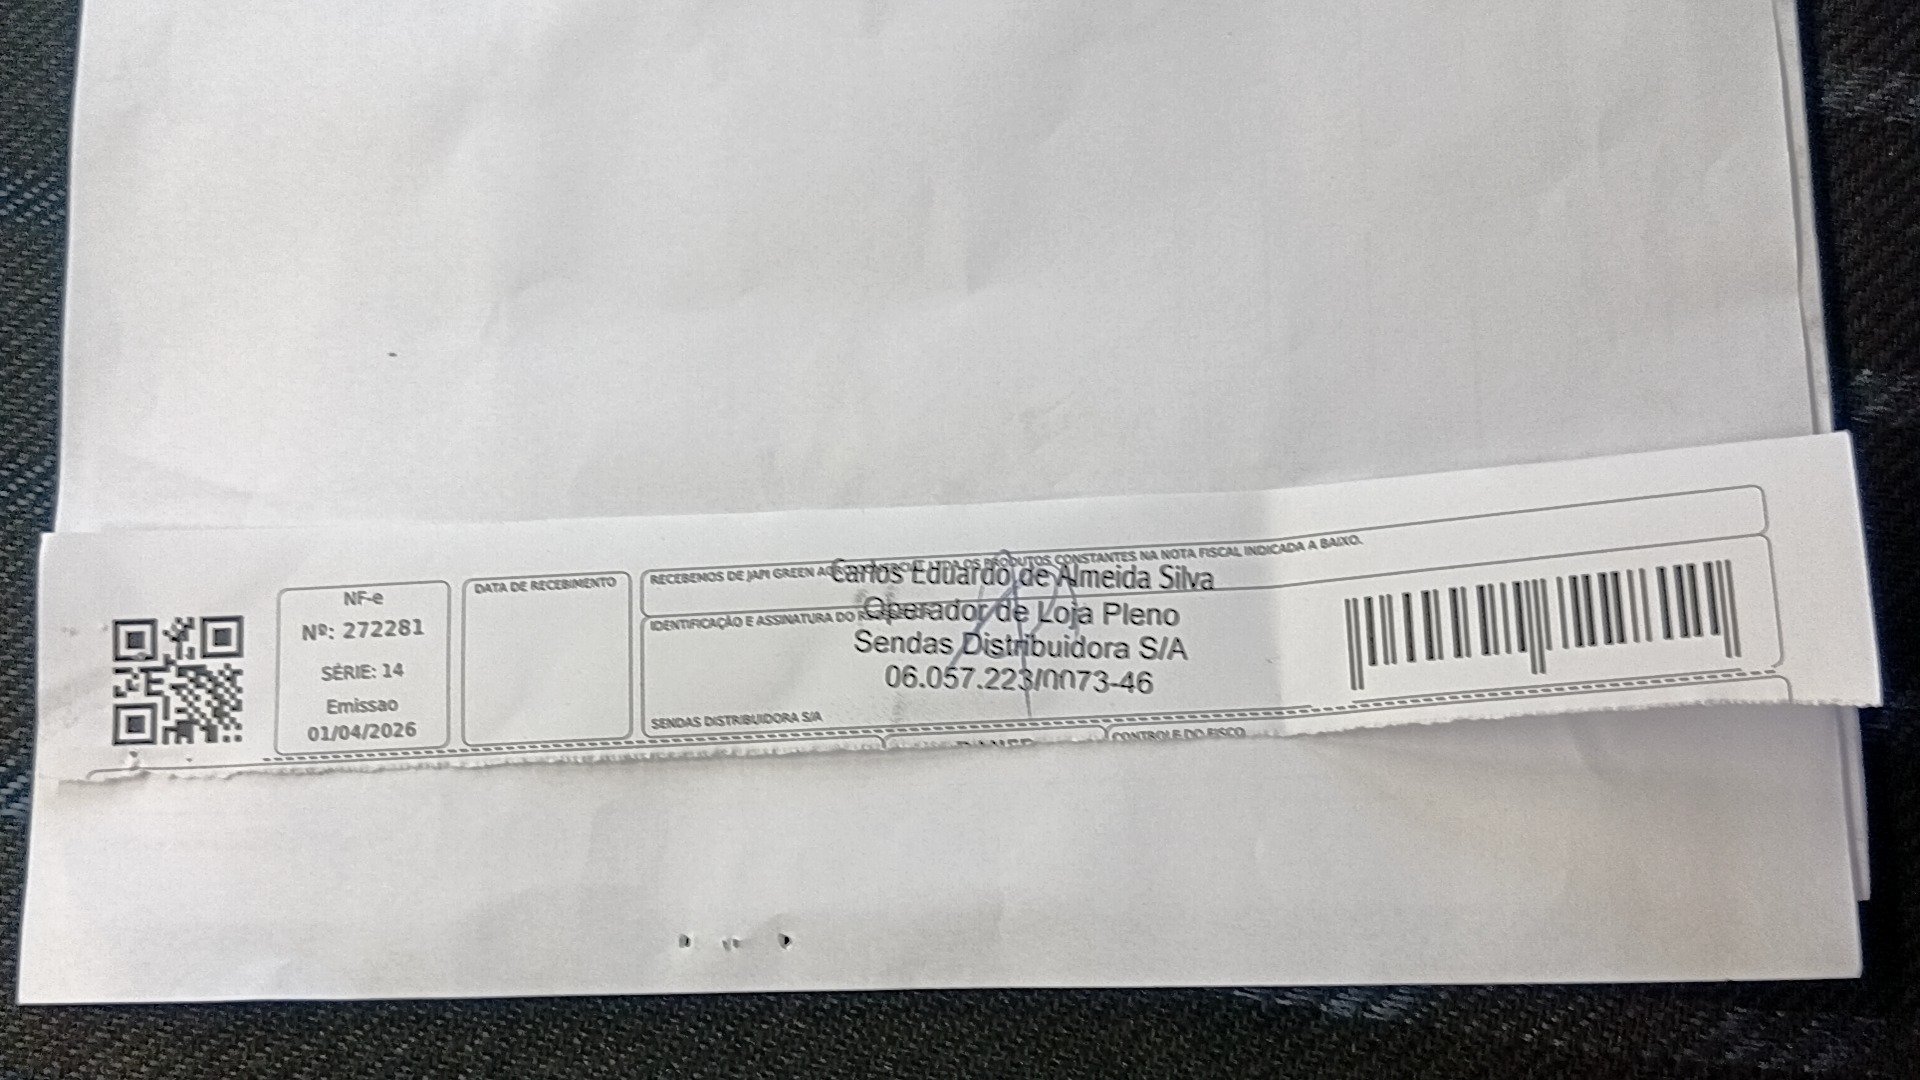 NF-e
Nº: 272281
SÉRIE: 14
Emissao
01/04/2026
DATA DE RECEBIMENTO
RECEBEMOS DE JAPI GREEN OS PRODUTOS CONSTANTES NA NOTA FISCAL INDICADA A BAIXO.
IDENTIFICAÇÃO E ASSINATURA DO
Carlos Eduardo de Almeida Silva
Operador de Loja Pleno
Sendas Distribuidora S/A
06.057.223/0073-46
SENDAS DISTRIBUIDORA S/A
CONTROLE DO FISCO